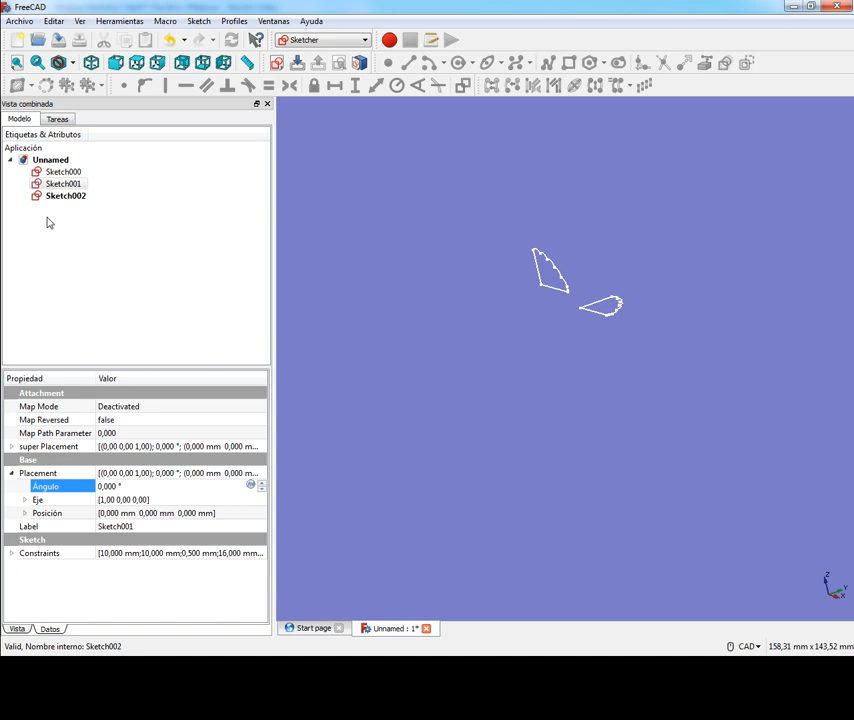 FreeCAD
Archivo Editar Ver Herramientas Macro Sketch Profiles Ventanas Ayuda
Sketcher
Vista combinada
Modelo Tareas
Etiquetas & Atributos
Aplicación
Unnamed
Sketch000
Sketch001
Sketch002
Propiedad Valor
Attachment
Map Mode Deactivated
Map Reversed false
Map Path Parameter 0,000
super Placement [(0,00 0,00 1,00); 0,000 °; (0,000 mm 0,000 m...
Base
Placement [(0,00 0,00 1,00); 0,000 °; (0,000 mm 0,000 m...
Ángulo 0,000 °
Eje [1,00 0,00 0,00]
Posición [0,000 mm 0,000 mm 0,000 mm]
Label Sketch001
Sketch
Constraints [10,000 mm;10,000 mm;0,500 mm;16,000 mm...
Z
Y
X
Vista Datos
Start page Unnamed : 1*
Valid, Nombre interno: Sketch002 CAD 158,31 mm x 143,52 mm